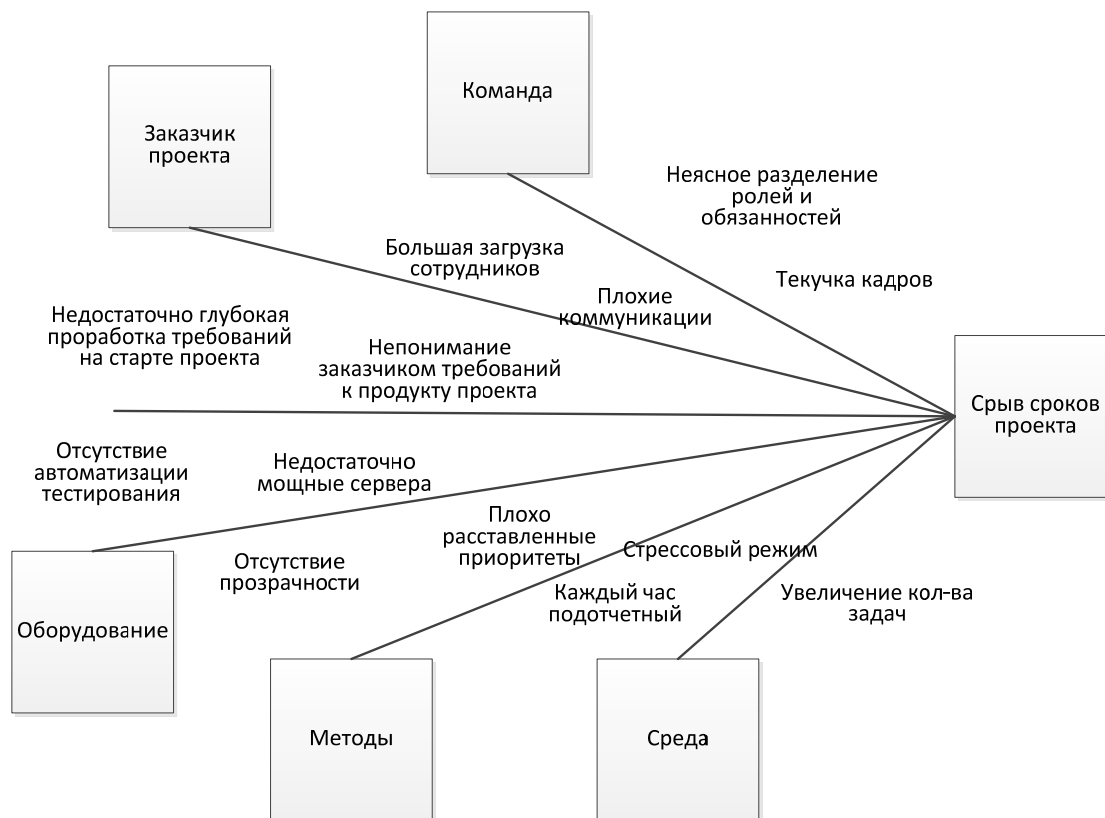 Команда
Заказчик
проекта
Неясное разделение
ролей и
обязанностей
Большая загрузка
сотрудников
Текучка кадров
Плохие
коммуникации
Недостаточно глубокая
проработка требований
на старте проекта
Непонимание
заказчиком требований
к продукту проекта
Срыв сроков
проекта
Отсутствие
автоматизации
тестирования
Недостаточно
мощные сервера
Плохо
расставленные
приоритеты
Стрессовый режим
Отсутствие
прозрачности
Каждый час
подотчетный
Увеличение кол-ва
задач
Оборудование
Методы
Среда